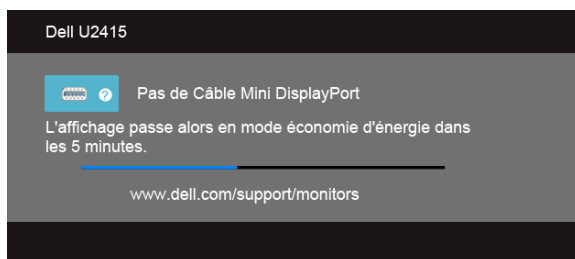 Dell U2415
Pas de Câble Mini DisplayPort
L'affichage passe alors en mode économie d'énergie dans
les 5 minutes.
www.dell.com/support/monitors